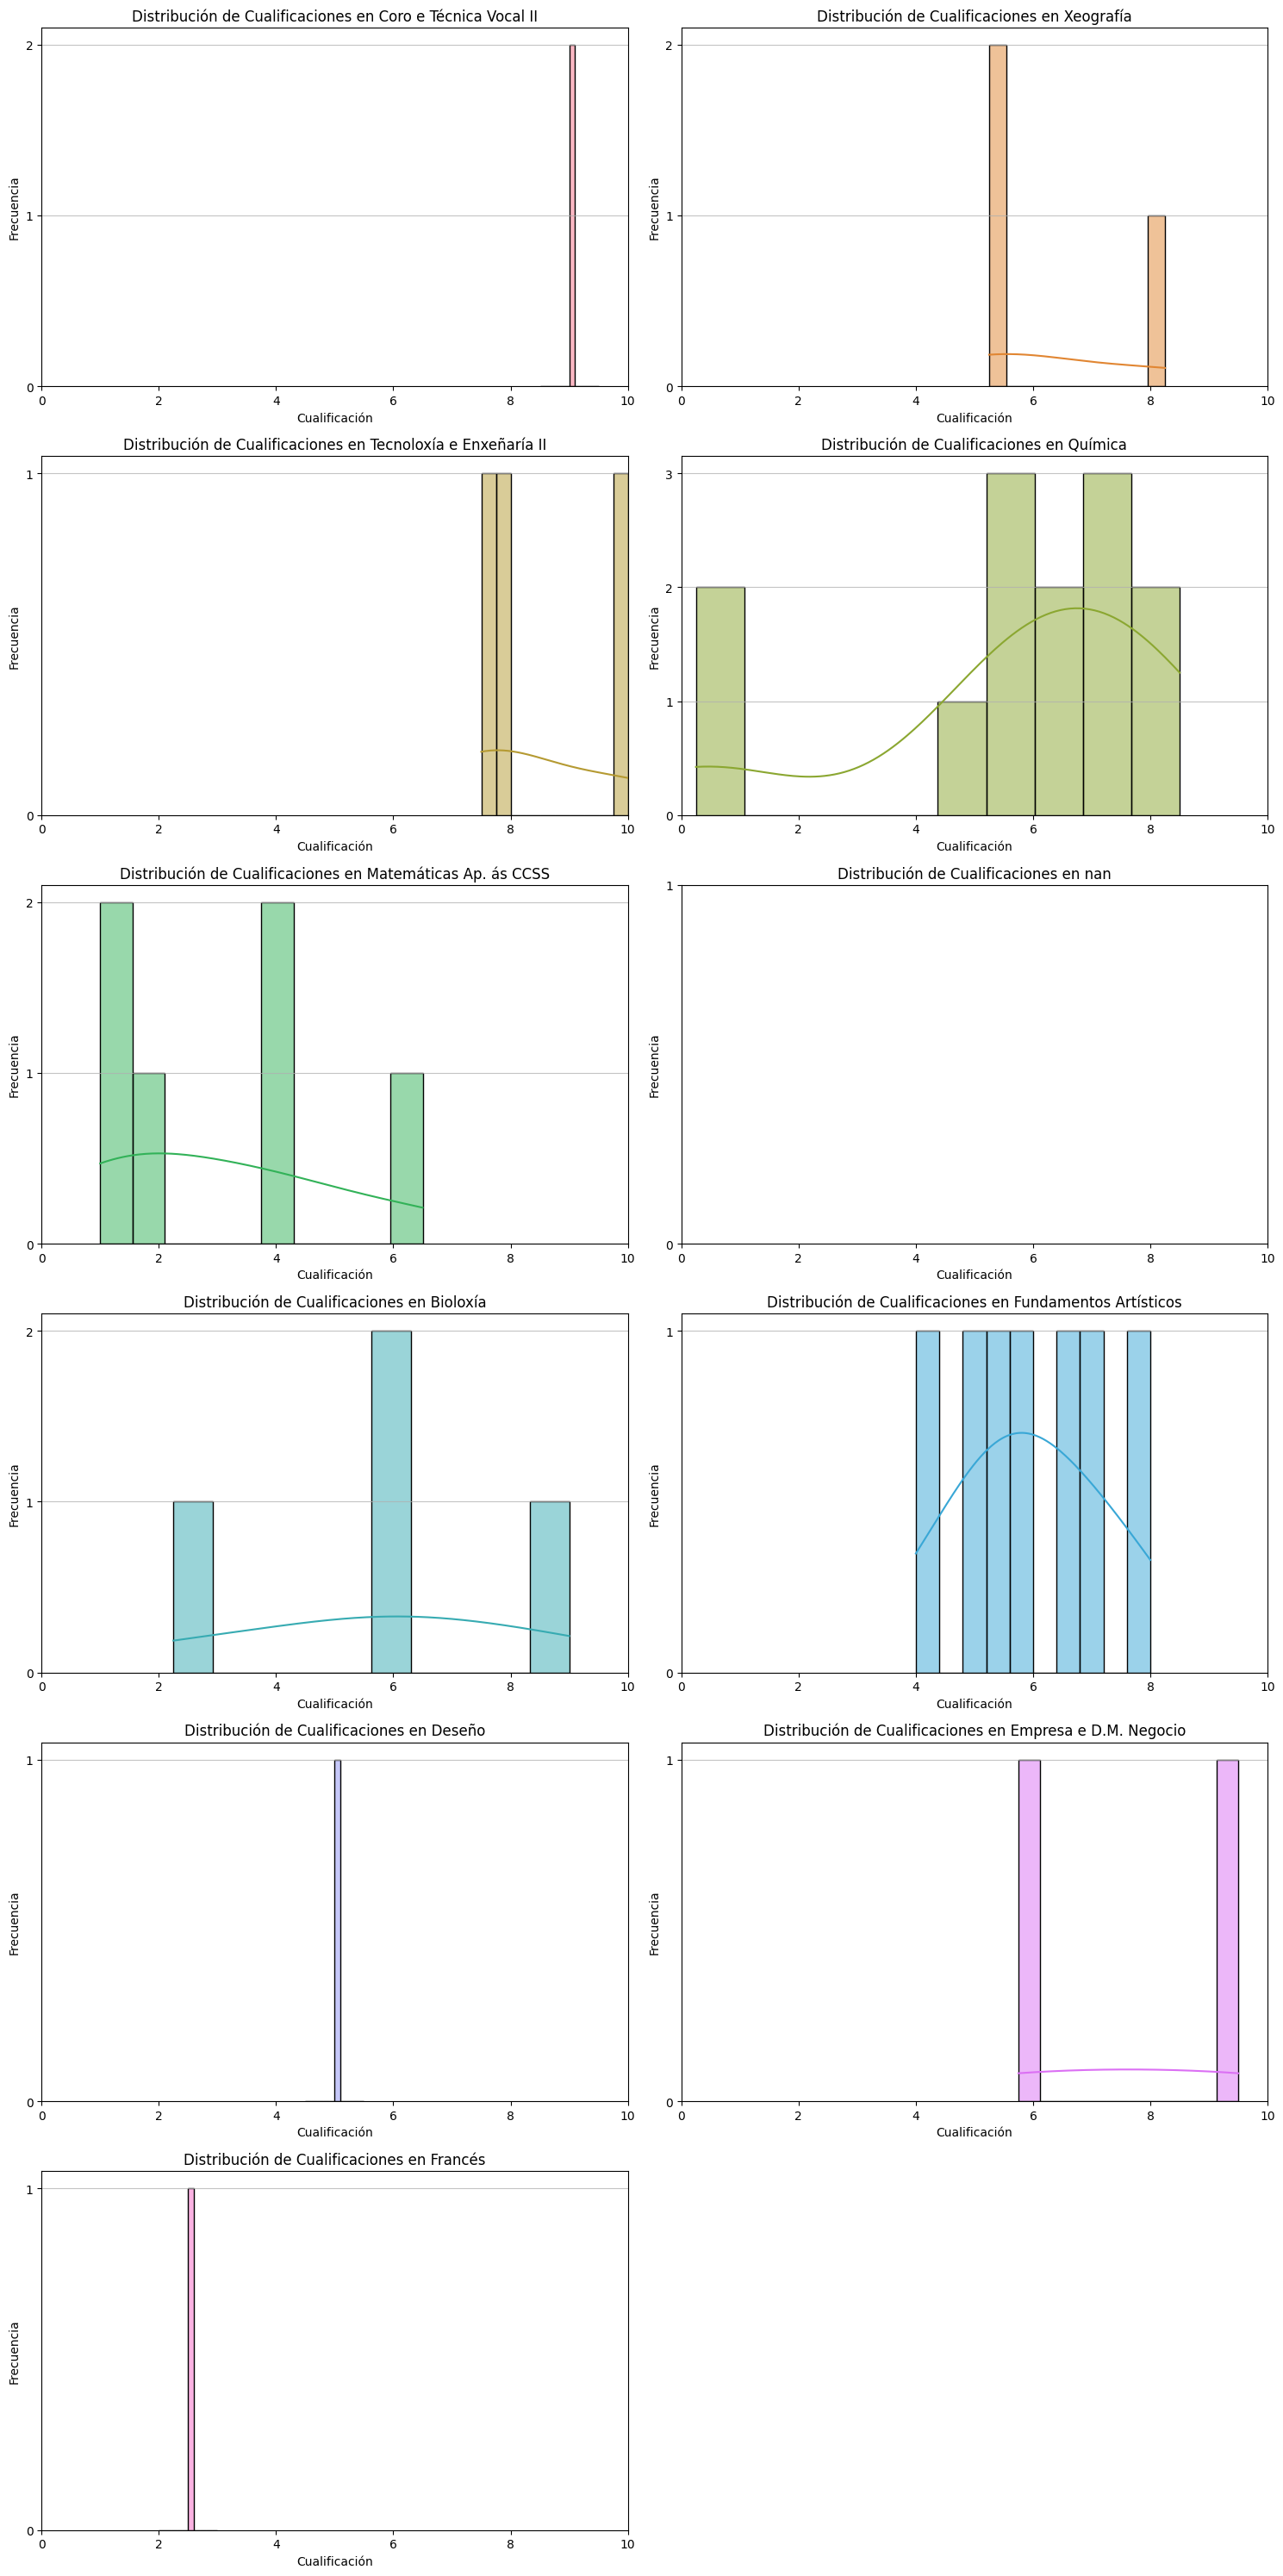 Distribución de Cualificaciones en Coro e Técnica Vocal II
2
1
0
Frecuencia
0 2 4 6 8 10
Cualificación
Distribución de Cualificaciones en Xeografía
2
1
0
Frecuencia
0 2 4 6 8 10
Cualificación
Distribución de Cualificaciones en Tecnoloxía e Enxeñaría II
1
0
Frecuencia
0 2 4 6 8 10
Cualificación
Distribución de Cualificaciones en Química
3
2
1
0
Frecuencia
0 2 4 6 8 10
Cualificación
Distribución de Cualificaciones en Matemáticas Ap. ás CCSS
2
1
0
Frecuencia
0 2 4 6 8 10
Cualificación
Distribución de Cualificaciones en nan
1
0
Frecuencia
0 2 4 6 8 10
Cualificación
Distribución de Cualificaciones en Bioloxía
2
1
0
Frecuencia
0 2 4 6 8 10
Cualificación
Distribución de Cualificaciones en Fundamentos Artísticos
1
0
Frecuencia
0 2 4 6 8 10
Cualificación
Distribución de Cualificaciones en Deseño
1
0
Frecuencia
0 2 4 6 8 10
Cualificación
Distribución de Cualificaciones en Empresa e D.M. Negocio
1
0
Frecuencia
0 2 4 6 8 10
Cualificación
Distribución de Cualificaciones en Francés
1
0
Frecuencia
0 2 4 6 8 10
Cualificación